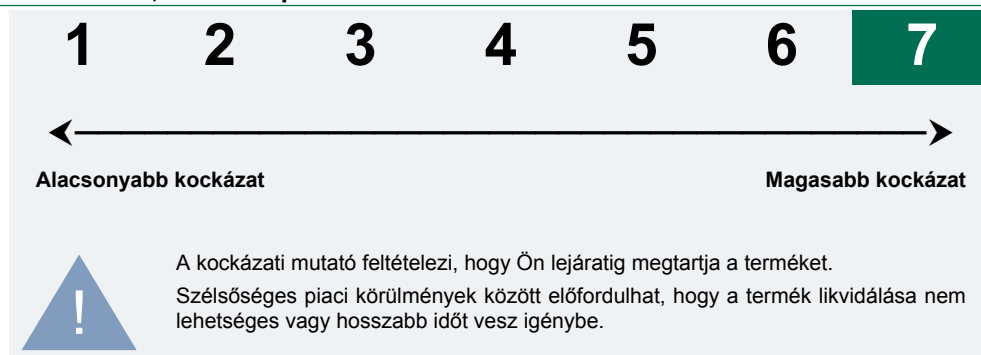 1 2 3 4 5 6 7
Alacsonyabb kockázat Magasabb kockázat
A kockázati mutató feltételezi, hogy Ön lejáratig megtartja a terméket.
Szélsőséges piaci körülmények között előfordulhat, hogy a termék likvidálása nem
lehetséges vagy hosszabb időt vesz igénybe.
!